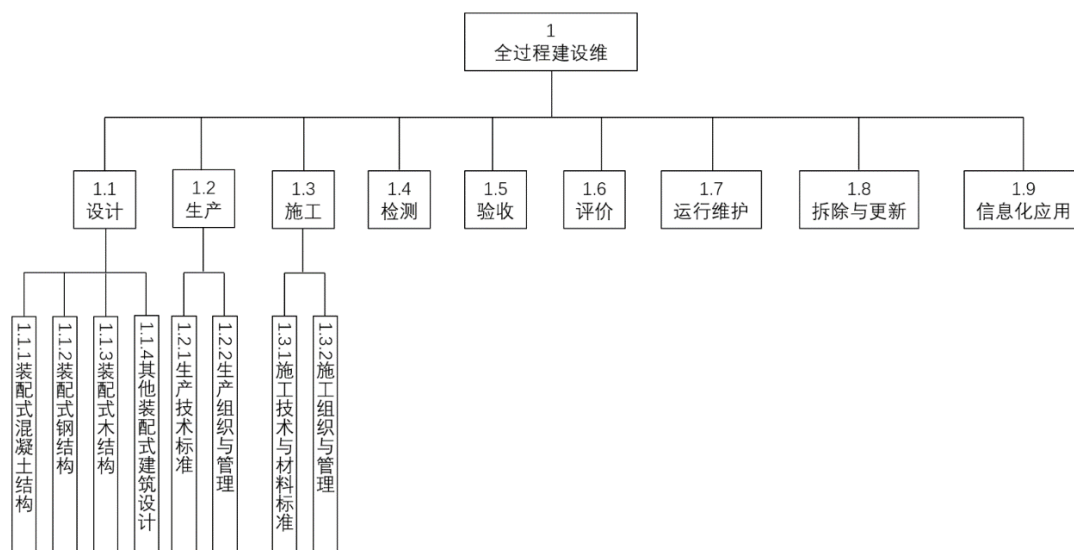 1
全过程建设维
1.1
设计
1.2
生产
1.3
施工
1.4
检测
1.5
验收
1.6
评价
1.7
运行维护
1.8
拆除与更新
1.9
信息化应用
1.1.1装配式混凝土结构
1.1.2装配式钢结构
1.1.3装配式木结构
1.1.4其他装配式建筑设计
1.2.1生产技术标准
1.2.2生产组织与管理
1.3.1施工技术与材料标准
1.3.2施工组织与管理